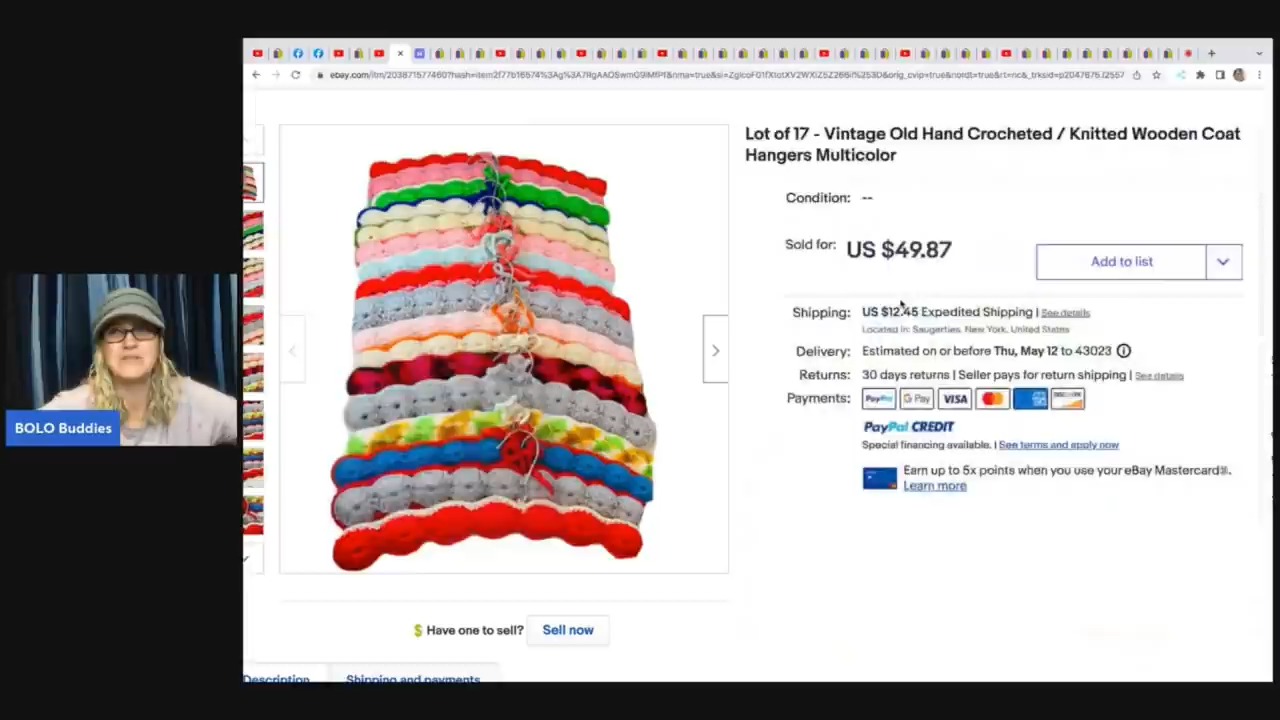 Lot of 17 - Vintage Old Hand Crocheted / Knitted Wooden Coat
Hangers Multicolor
Condition: --
Sold for: US $49.87
Add to list
Shipping: US $12.45 Expedited Shipping | See details
Located in: Saugerties, New York, United States
Delivery: Estimated on or before Thu, May 12 to 43023
Returns: 30 days returns | Seller pays for return shipping | See details
Payments: PayPal G Pay VISA DISCOVER
PayPal CREDIT
Special financing available. | See terms and apply now
Earn up to 5x points when you use your eBay Mastercard®.
Learn more
BOLO Buddies
$ Have one to sell? Sell now
Description Shipping and payments